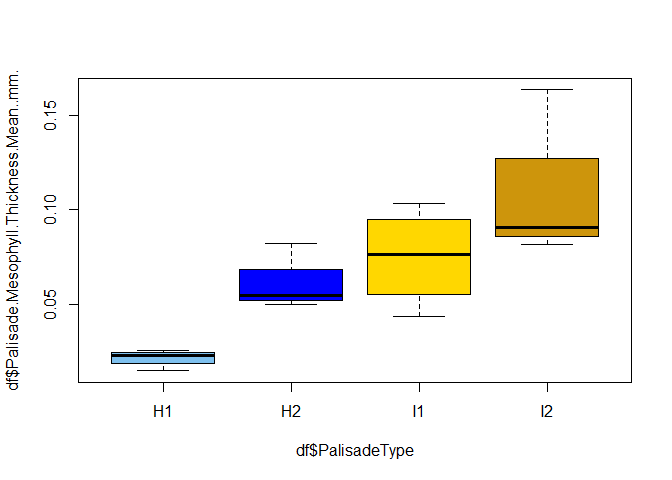 df$Palisade.Mesophyll.Thickness.Mean..mm.
0.15
0.10
0.05
H1 H2 I1 I2
df$PalisadeType